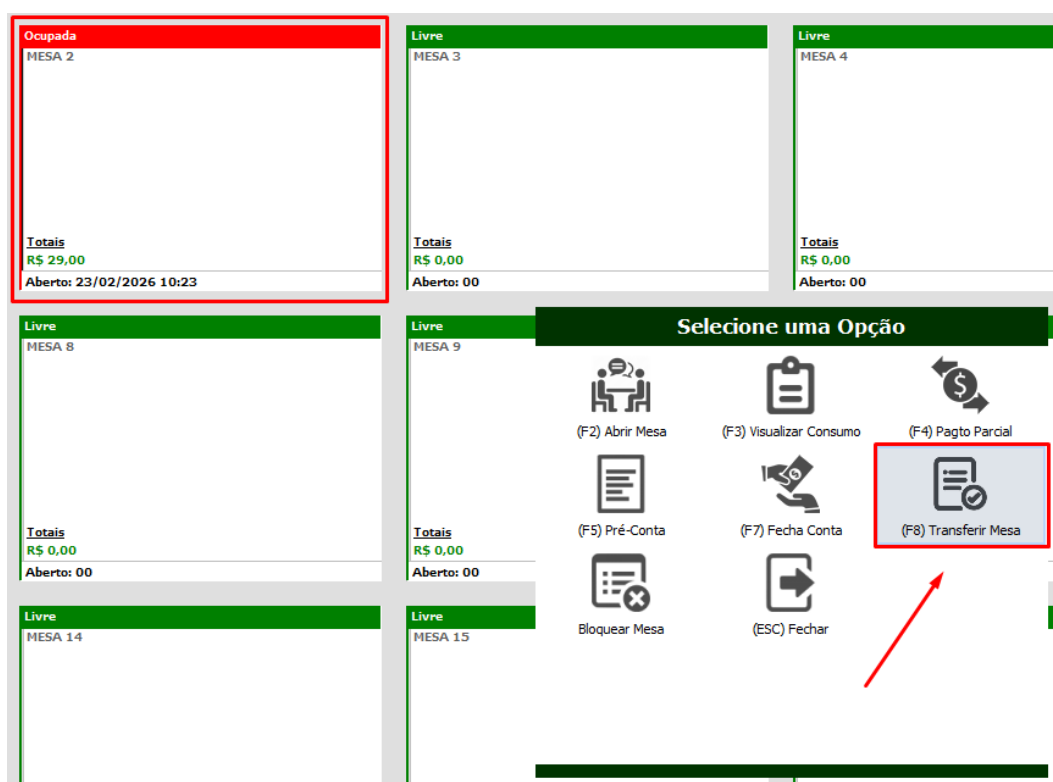 Ocupada
MESA 2
Totais
R$ 29,00
Aberto: 23/02/2026 10:23
Livre
MESA 3
Totais
R$ 0,00
Aberto: 00
Livre
MESA 4
Totais
R$ 0,00
Aberto: 00
Livre
MESA 8
Totais
R$ 0,00
Aberto: 00
Livre
MESA 9
Totais
R$ 0,00
Aberto: 00
Selecione uma Opção
(F2) Abrir Mesa
(F3) Visualizar Consumo
(F4) Pagto Parcial
(F5) Pré-Conta
(F7) Fecha Conta
(F8) Transferir Mesa
Bloquear Mesa
(ESC) Fechar
Livre
MESA 14
Livre
MESA 15